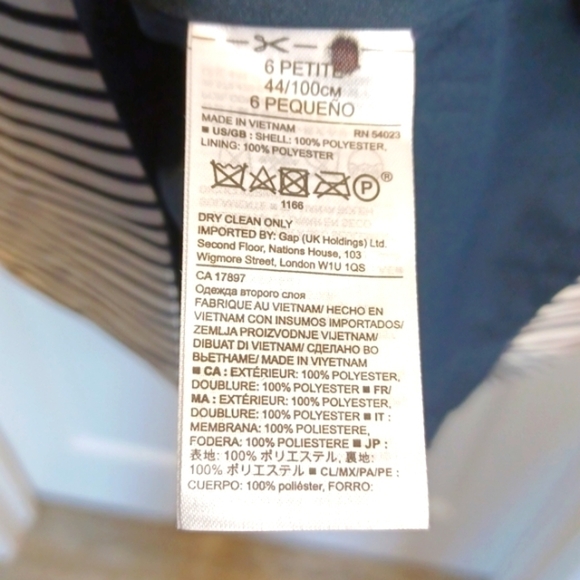 6 PETITE
44/100CM
6 PEQUEÑO
MADE IN VIETNAM RN 54023
■ US/GB : SHELL: 100% POLYESTER,
LINING: 100% POLYESTER
P ®
1166
DRY CLEAN ONLY
IMPORTED BY: Gap (UK Holdings) Ltd.
Second Floor, Nations House, 103
Wigmore Street, London W1U 1QS
CA 17897
Одежда второго слоя
FABRIQUE AU VIETNAM/ HECHO EN
VIETNAM CON INSUMOS IMPORTADOS/
ZEMLJA PROIZVODNJE VIJETNAM/
DIBUAT DI VIETNAM/ СДЕЛАНО ВО
ВЬЕТНАМЕ/ MADE IN VIYETNAM
■ CA : EXTÉRIEUR: 100% POLYESTER,
DOUBLURE: 100% POLYESTER ■ FR/
MA : EXTÉRIEUR: 100% POLYESTER,
DOUBLURE: 100% POLYESTER ■ IT :
MEMBRANA: 100% POLIESTERE,
FODERA: 100% POLIESTERE ■ JP :
表地: 100% ポリエステル, 裏地:
100% ポリエステル ■ CL/MX/PA/PE :
CUERPO: 100% poliéster, FORRO: